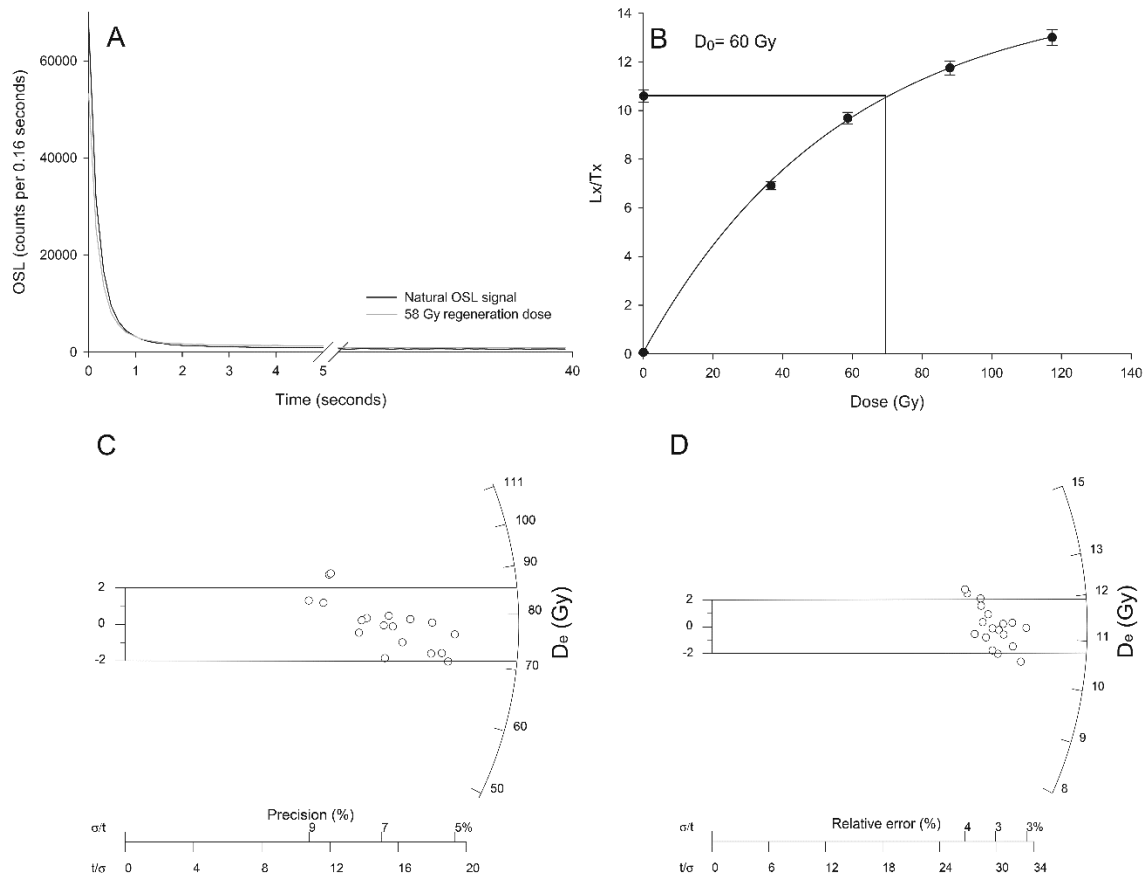 A
60000
40000
20000
0
OSL (counts per 0.16 seconds)
Natural OSL signal
58 Gy regeneration dose
0 1 2 3 4 5 40
Time (seconds)
B
D0= 60 Gy
14
12
10
8
6
4
2
0
Lx/Tx
0 20 40 60 80 100 120 140
Dose (Gy)
C
111
100
90
80
70
60
50
De (Gy)
2
0
-2
Precision (%)
σ/t 9 7 5%
t/σ 0 4 8 12 16 20
D
15
13
12
11
10
9
8
De (Gy)
2
0
-2
Relative error (%)
σ/t 4 3 3%
t/σ 0 6 12 18 24 30 34